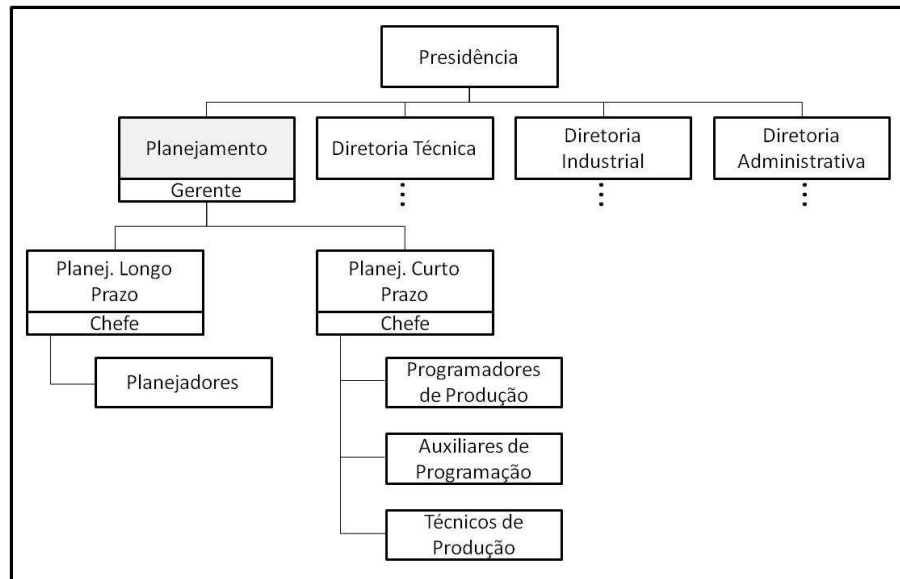 Presidência
Planejamento
Gerente
Diretoria Técnica
Diretoria
Industrial
Diretoria
Administrativa
Planej. Longo
Prazo
Chefe
Planej. Curto
Prazo
Chefe
Planejadores
Programadores
de Produção
Auxiliares de
Programação
Técnicos de
Produção